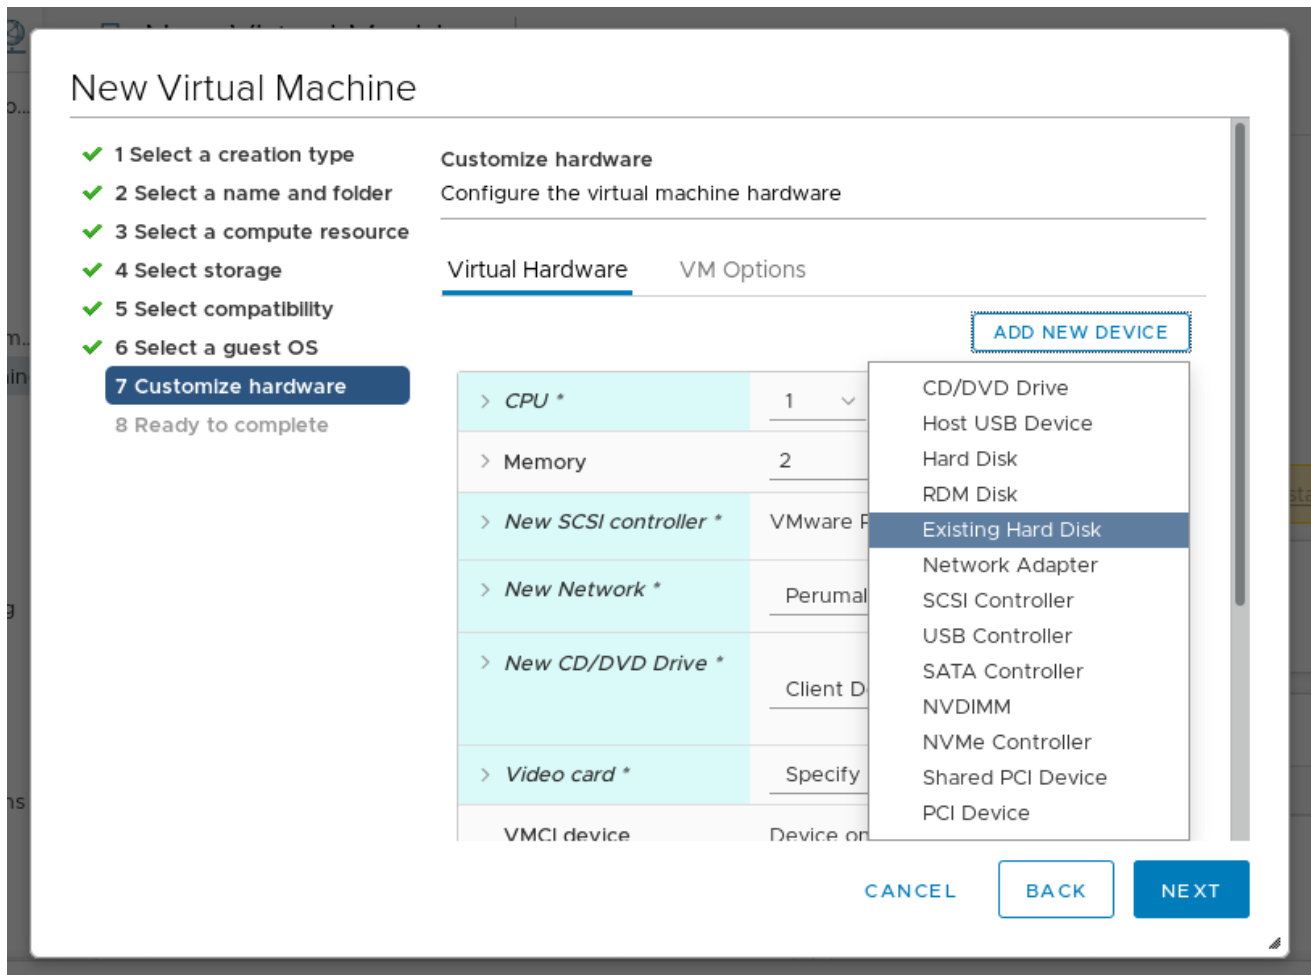 New Virtual Machine
1 Select a creation type
2 Select a name and folder
3 Select a compute resource
4 Select storage
5 Select compatibility
6 Select a guest OS
7 Customize hardware
8 Ready to complete
Customize hardware
Configure the virtual machine hardware
Virtual Hardware VM Options
ADD NEW DEVICE
CPU * 1
Memory 2
New SCSI controller * VMware
New Network * Perumal
New CD/DVD Drive * Client
Video card * Specify
VMCI device Device
CD/DVD Drive
Host USB Device
Hard Disk
RDM Disk
Existing Hard Disk
Network Adapter
SCSI Controller
USB Controller
SATA Controller
NVDIMM
NVMe Controller
Shared PCI Device
PCI Device
CANCEL BACK NEXT